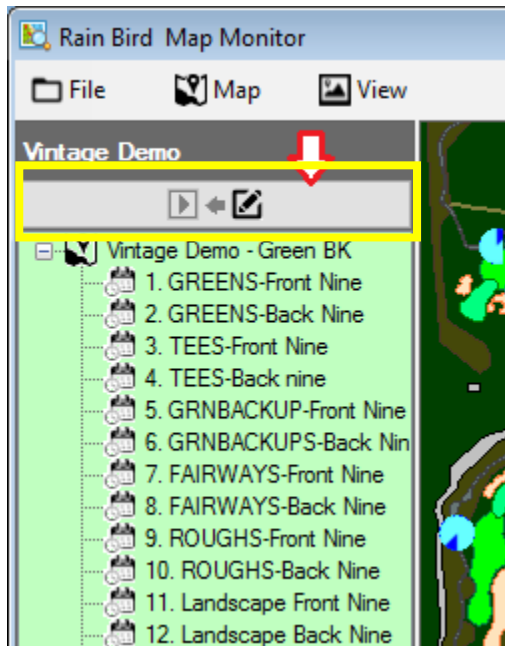 Rain Bird  Map Monitor
File Map View
Vintage Demo
Vintage Demo - Green BK
1. GREENS-Front Nine
2. GREENS-Back Nine
3. TEES-Front Nine
4. TEES-Back nine
5. GRNBACKUP-Front Nine
6. GRNBACKUPS-Back Nin
7. FAIRWAYS-Front Nine
8. FAIRWAYS-Back Nine
9. ROUGHS-Front Nine
10. ROUGHS-Back Nine
11. Landscape Front Nine
12. Landscape Back Nine